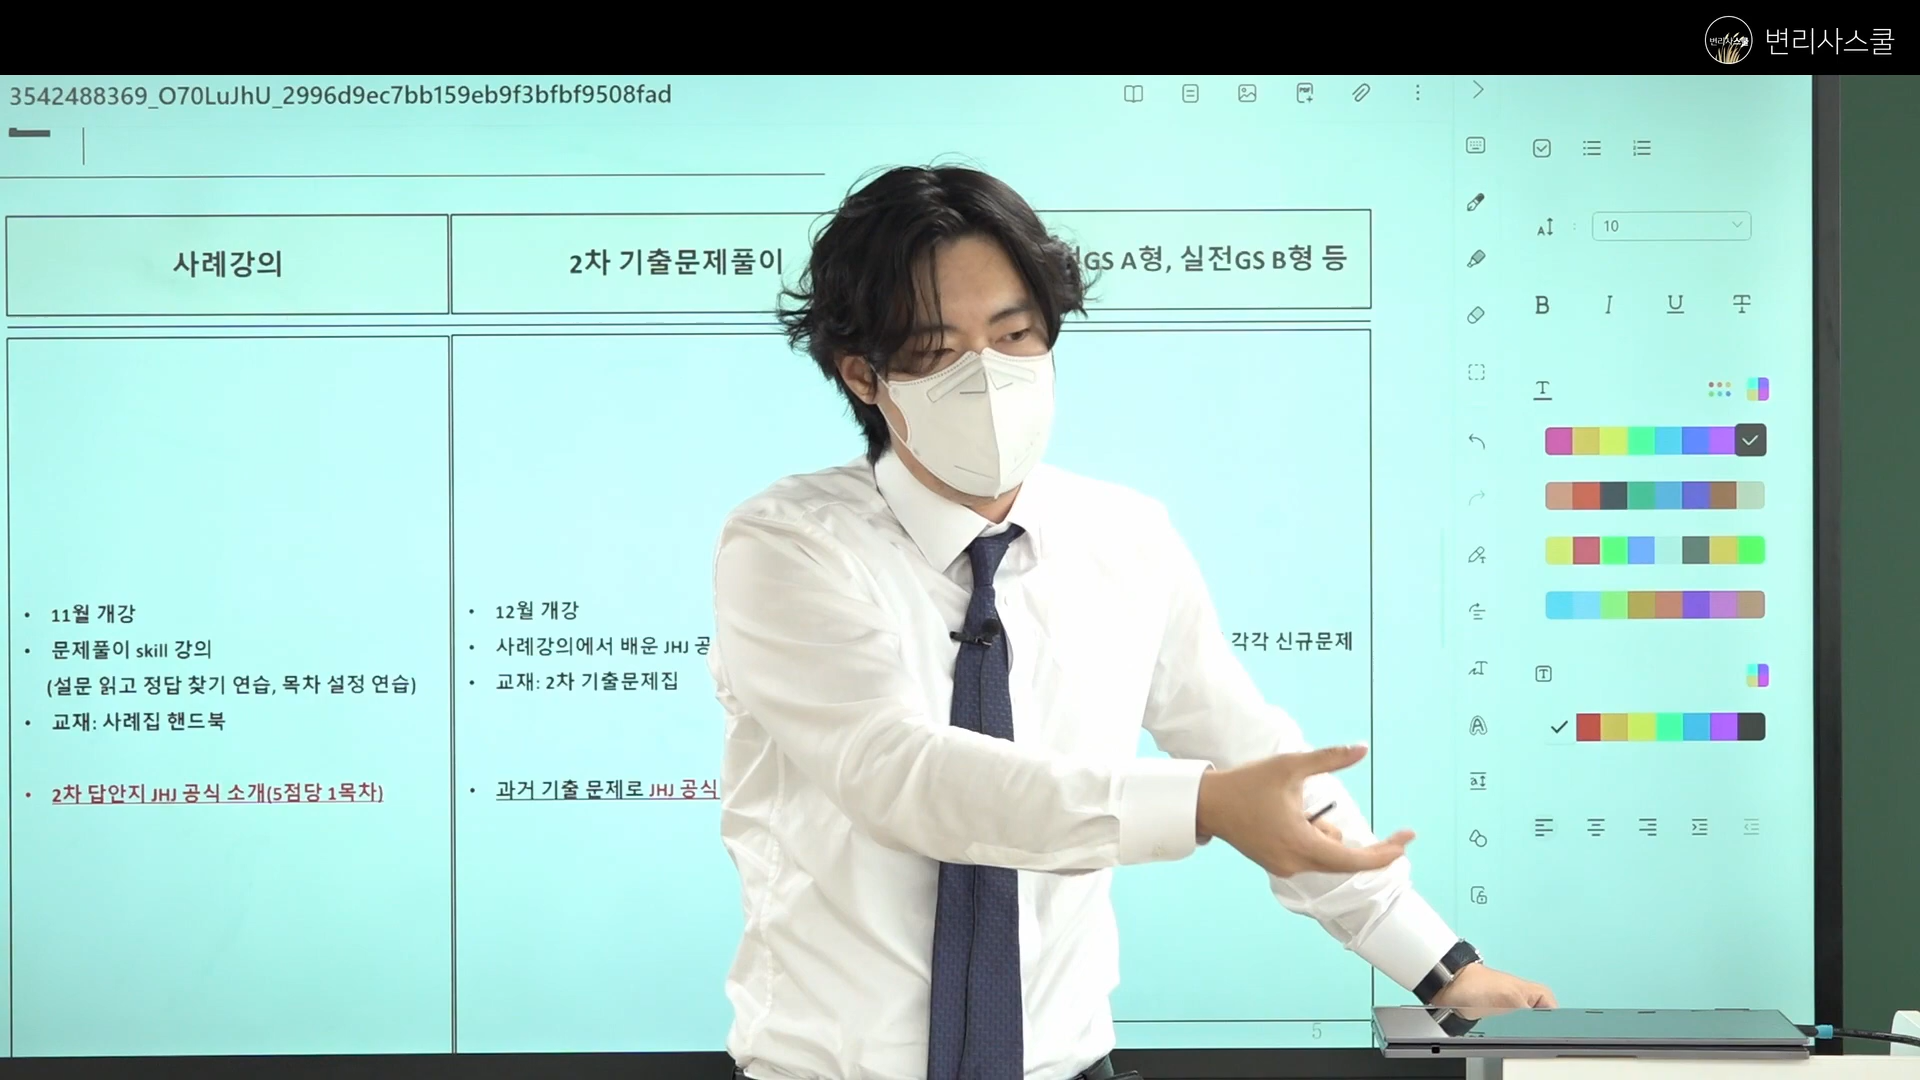 변리사스쿨
변리사스쿨
3542488369_O70LuJhU_2996d9ec7bb159eb9f3bfbf9508fad
10
사례강의
2차 기출문제풀이
GS A형, 실전GS B형 등
• 11월 개강
• 문제풀이 skill 강의
(설문 읽고 정답 찾기 연습, 목차 설정 연습)
• 교재: 사례집 핸드북
• 2차 답안지 JHJ 공식 소개(5점당 1목차)
• 12월 개강
• 사례강의에서 배운 JHJ 공
• 교재: 2차 기출문제집
• 과거 기출 문제로 JHJ 공식
각각 신규문제
5